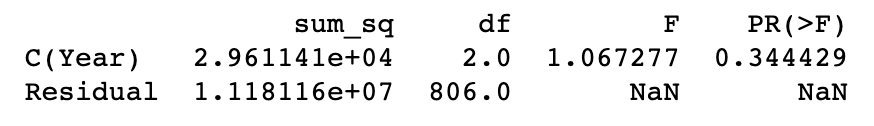 sum_sq df F PR(>F)
C(Year) 2.961141e+04 2.0 1.067277 0.344429
Residual 1.118116e+07 806.0 NaN NaN